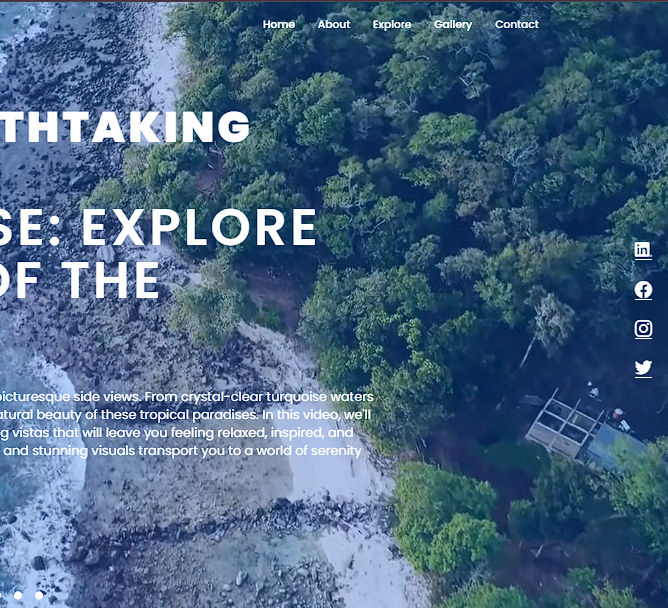 Home About Explore Gallery Contact
THTAKING
SE: EXPLORE
OF THE
picturesque side views. From crystal-clear turquoise waters
atural beauty of these tropical paradises. In this video, we'll
g vistas that will leave you feeling relaxed, inspired, and
and stunning visuals transport you to a world of serenity
in